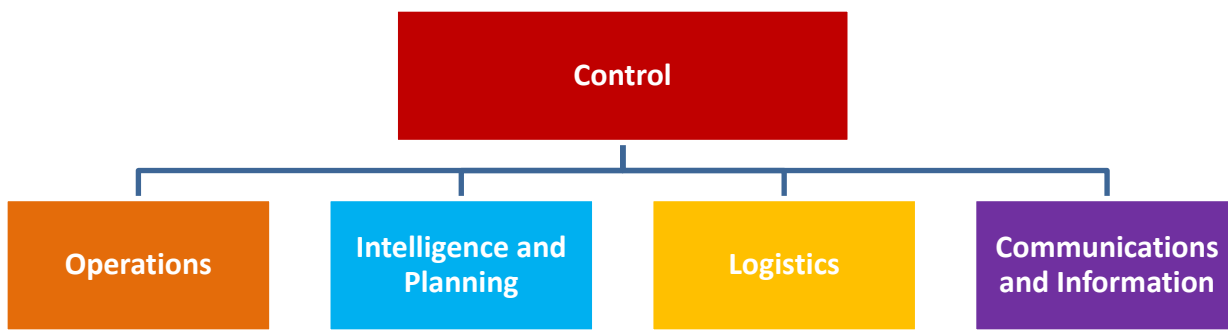 Control
Operations
Intelligence and
Planning
Logistics
Communications
and Information